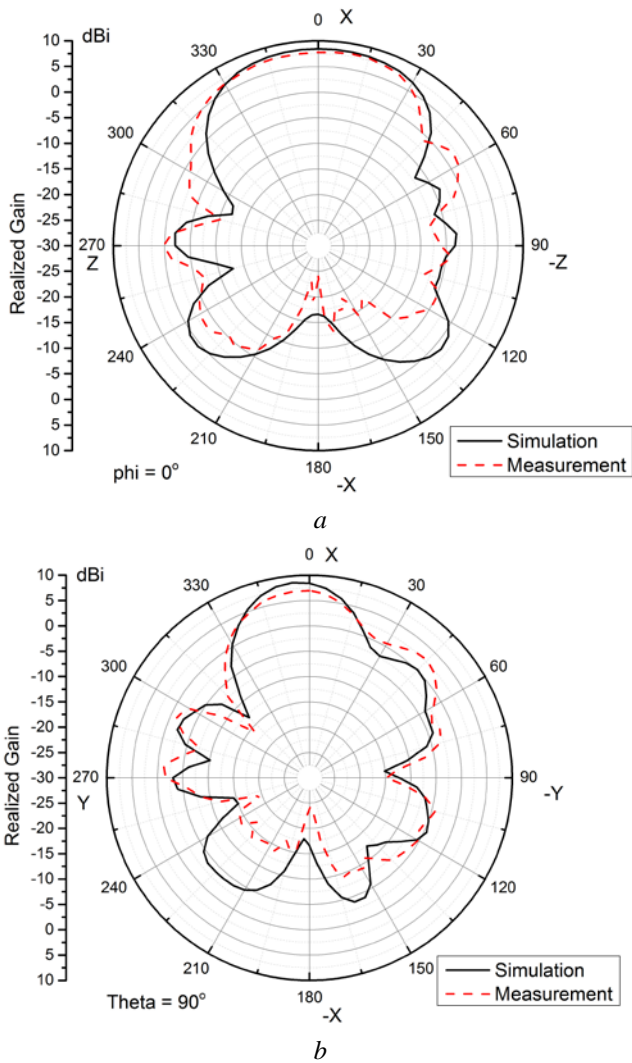 dBi
0 X
10
330
30
5
0
300
60
-5
-10
-15
-20
-25
-30
270
Z
90
-Z
-25
-20
-15
240
120
-10
-5
0
210
150
5
10
180
-X
Realized Gain
phi = 0°
Simulation
Measurement
a
dBi
0 X
10
330
30
5
0
300
60
-5
-10
-15
-20
-25
-30
270
Y
90
-Y
-25
-20
-15
240
120
-10
-5
0
210
150
5
10
180
-X
Realized Gain
Theta = 90°
Simulation
Measurement
b